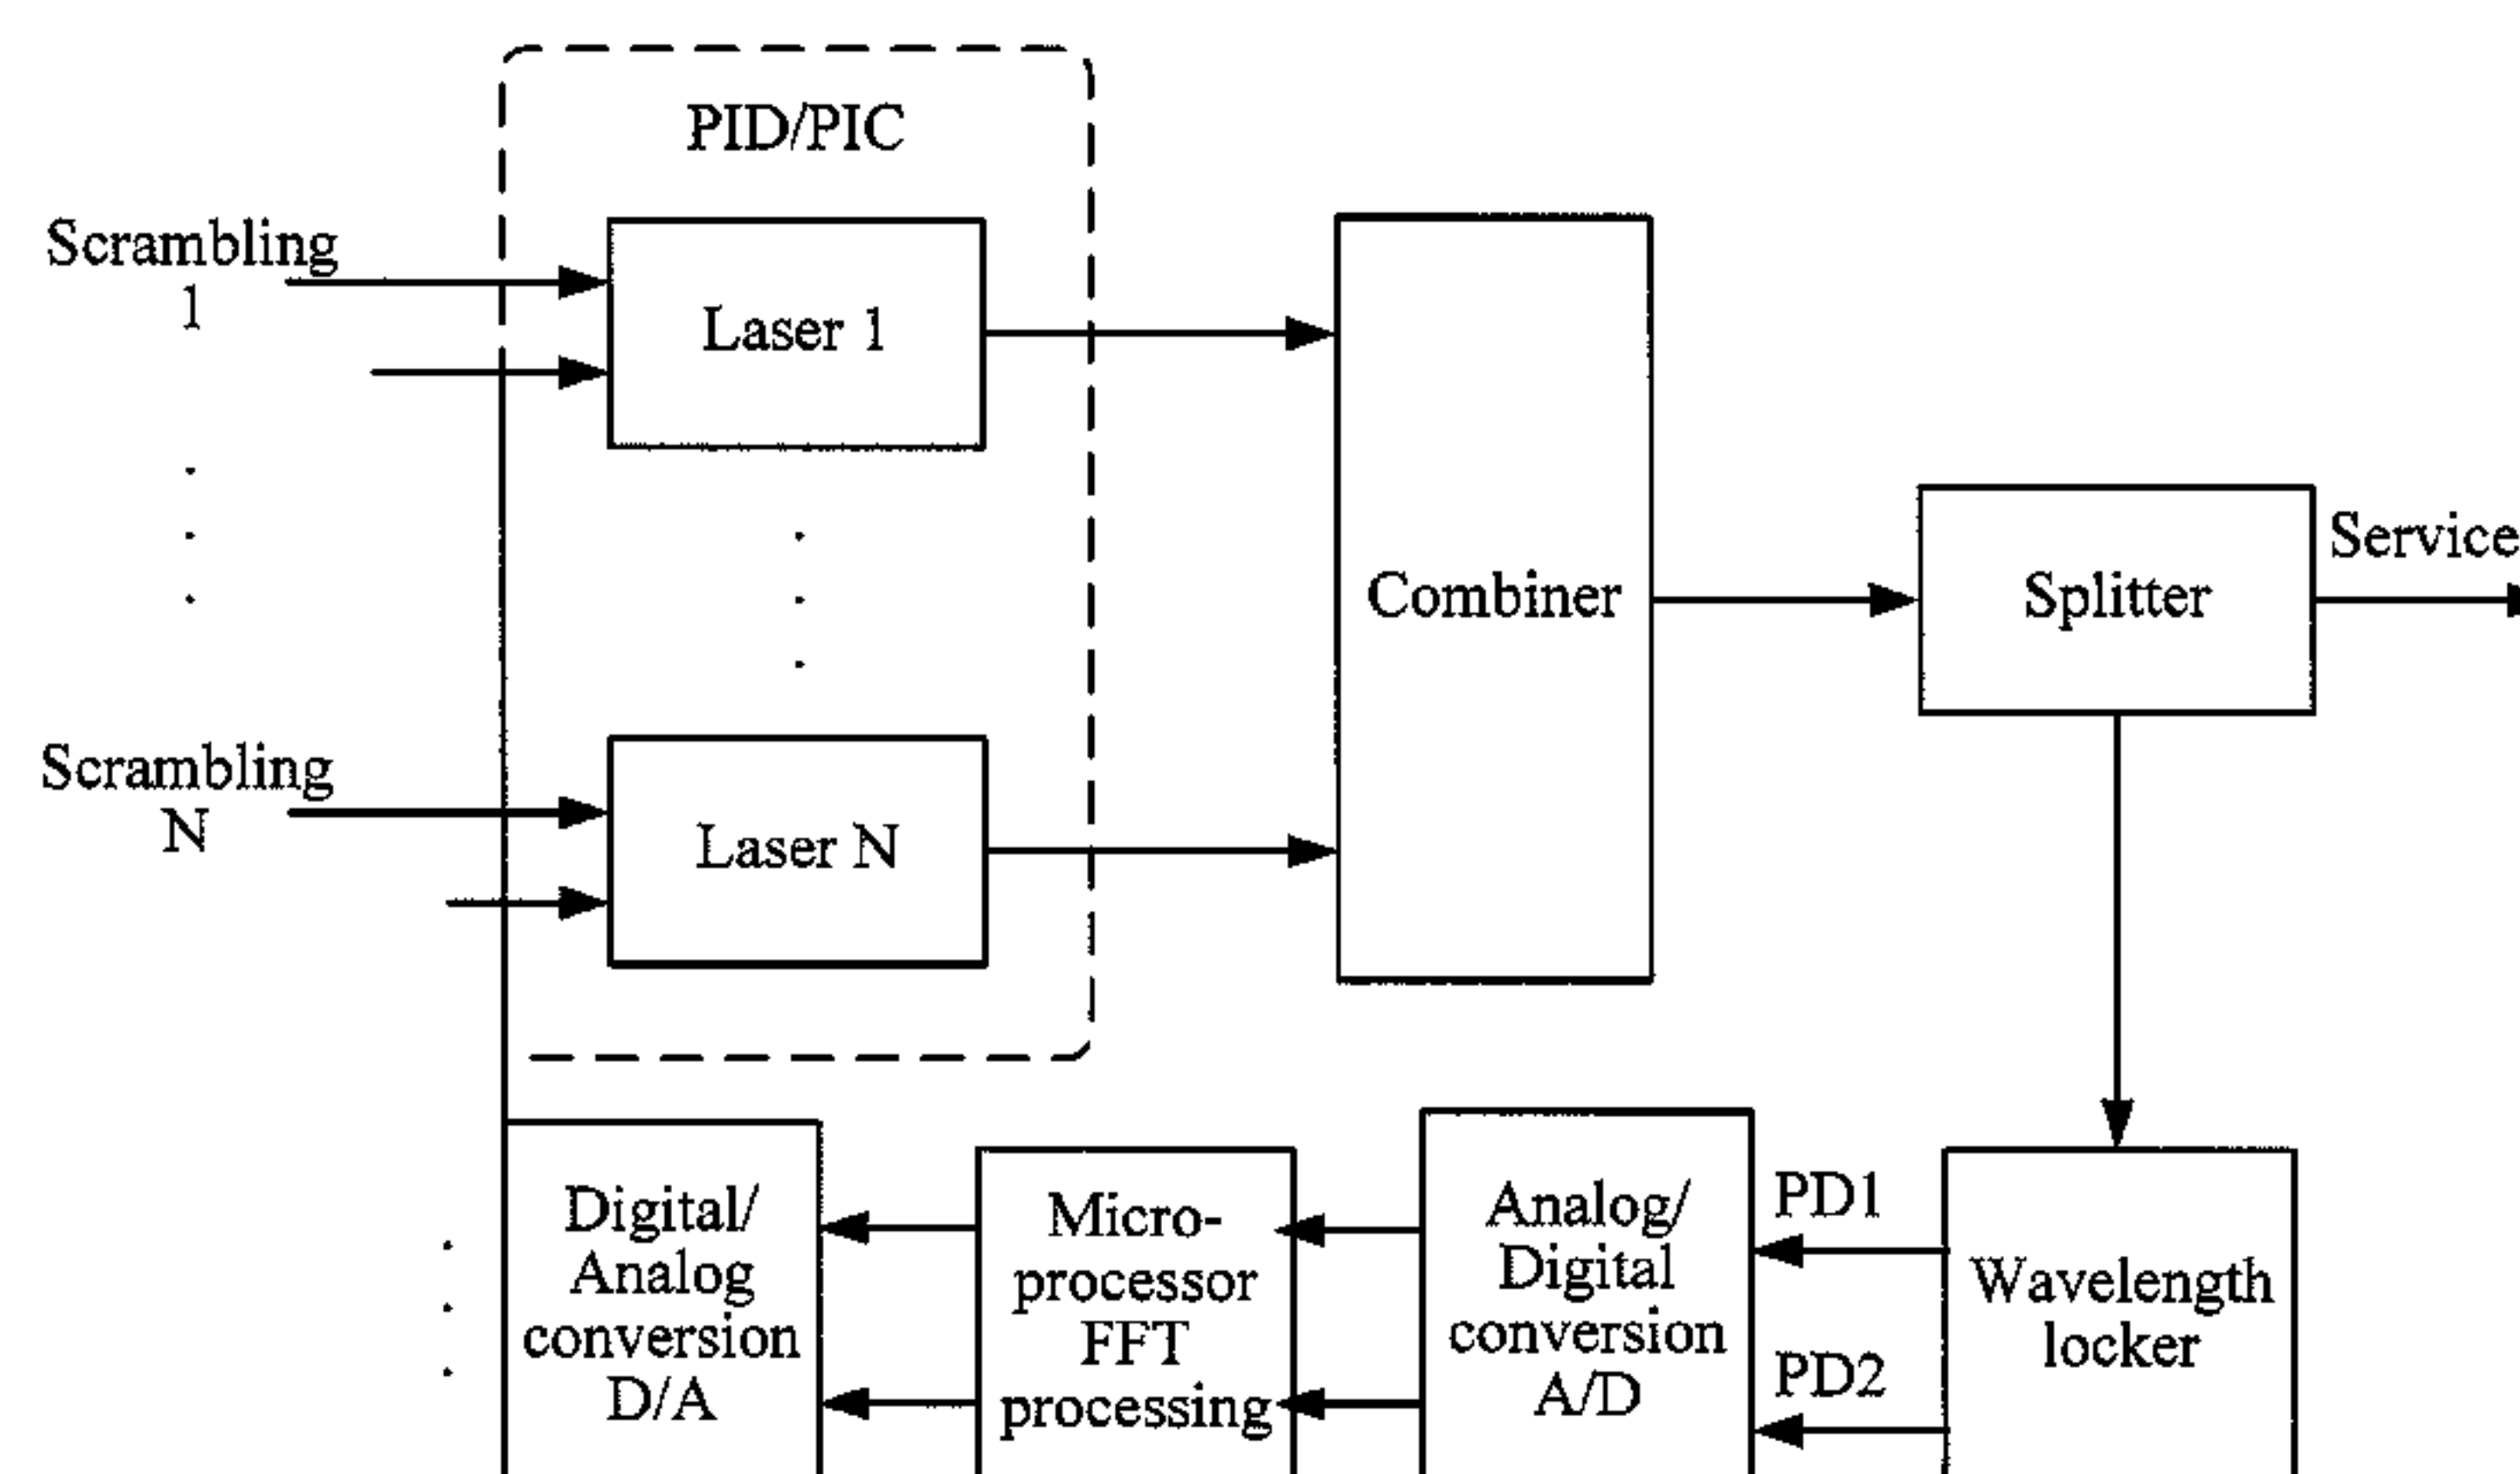 PID/PIC
Scrambling
1
Laser 1
Combiner
Splitter
Service
Scrambling
N
Laser N
Digital/
Analog
conversion
D/A
Micro-
processor
FFT
processing
Analog/
Digital
conversion
A/D
PD1
PD2
Wavelength
locker